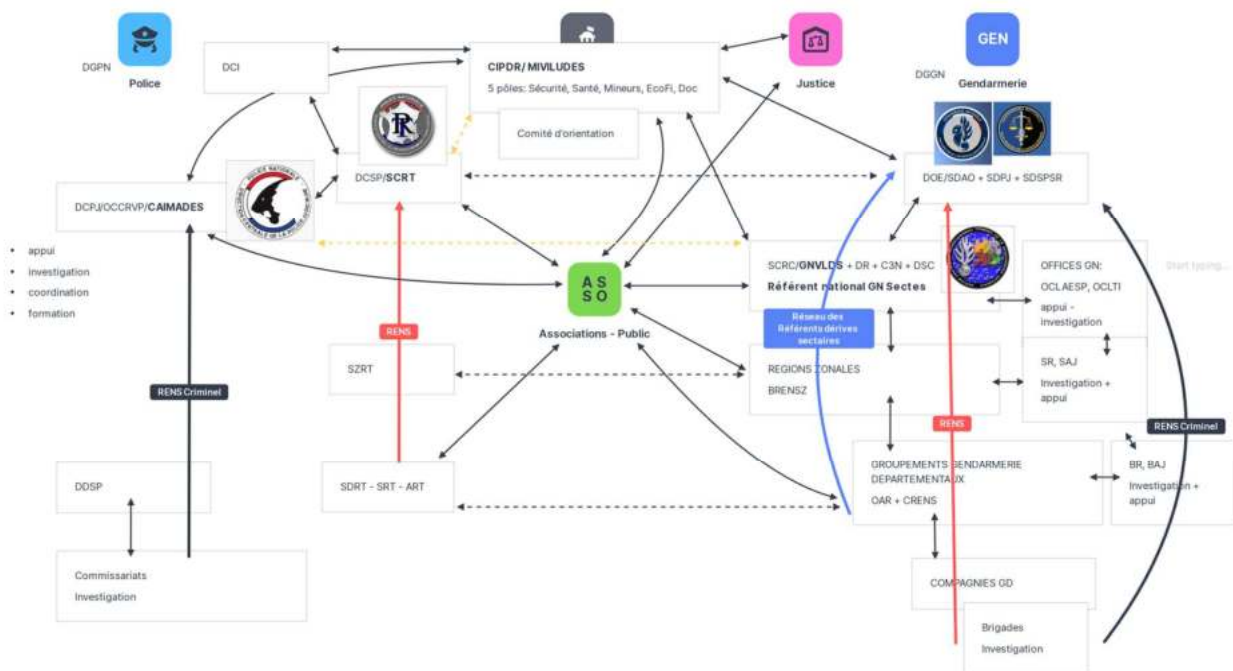 GEN
DGPN
Police
DCI
CIPDR/ MIVILUDES
5 pôles: Sécurité, Santé, Mineurs, EcoFi, Doc
Comité d'orientation
Justice
DGGN
Gendarmerie
DCSP/SCRT
DOE/SDAO + SDPJ + SDSPSR
DCPJ/OCCRVP/CAIMADES
POLICE NATIONALE
• appui
• investigation
• coordination
• formation
AS
SO
Associations - Public
SCRC/GNVLDS + DR + C3N + DSC
Référent national GN Sectes
OFFICES GN:
OCLAESP, OCLTI
appui -
investigation
Start typing...
Réseau des
Référents dérives
sectaires
RENS
SZRT
REGIONS ZONALES
BRENSZ
SR, SAJ
Investigation +
appui
RENS Criminel
RENS
RENS Criminel
DDSP
SDRT - SRT - ART
GROUPEMENTS GENDARMERIE
DEPARTEMENTAUX
OAR + CRENS
BR, BAJ
Investigation +
appui
Commissariats
Investigation
COMPAGNIES GD
Brigades
Investigation